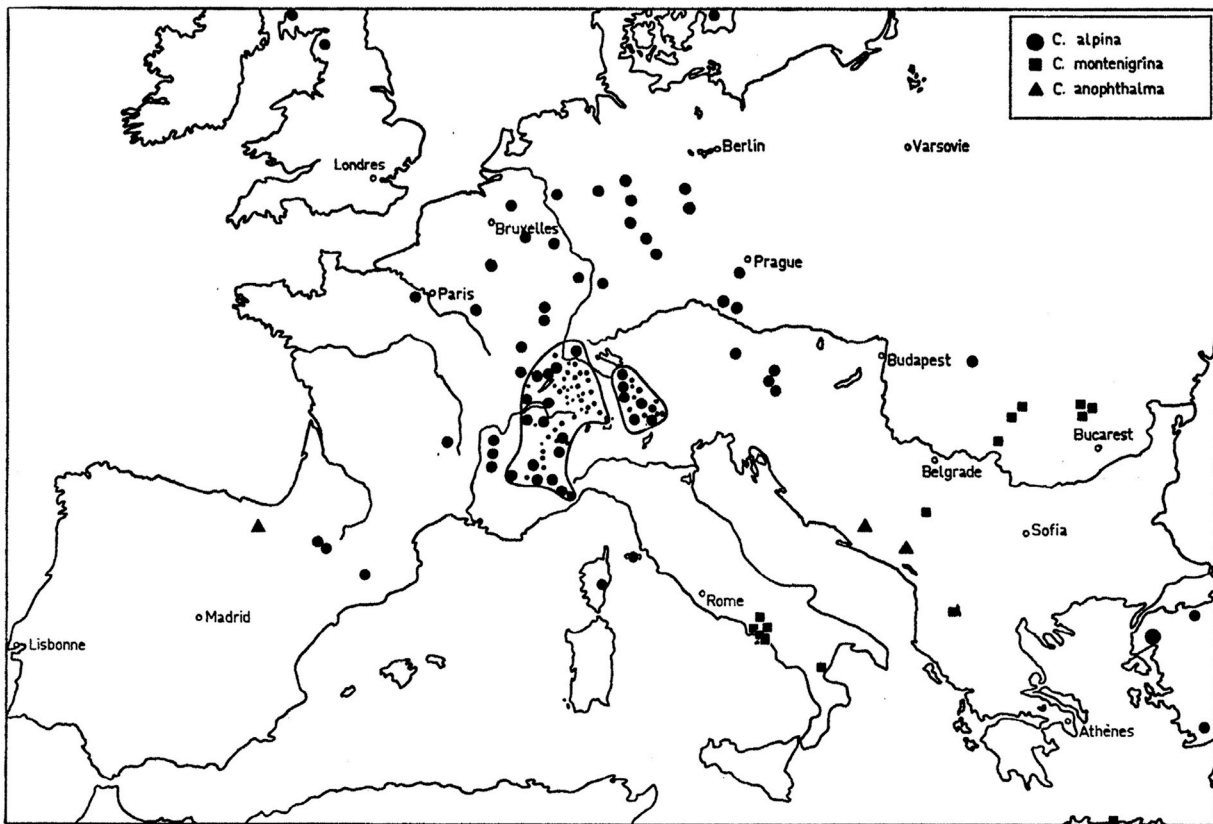 C. alpina
C. montenigrina
C. anophthalma
Berlin
Varsovie
Londres
Bruxelles
Prague
Paris
Budapest
Bucarest
Belgrade
Sofia
Madrid
Rome
Lisbonne
Athènes